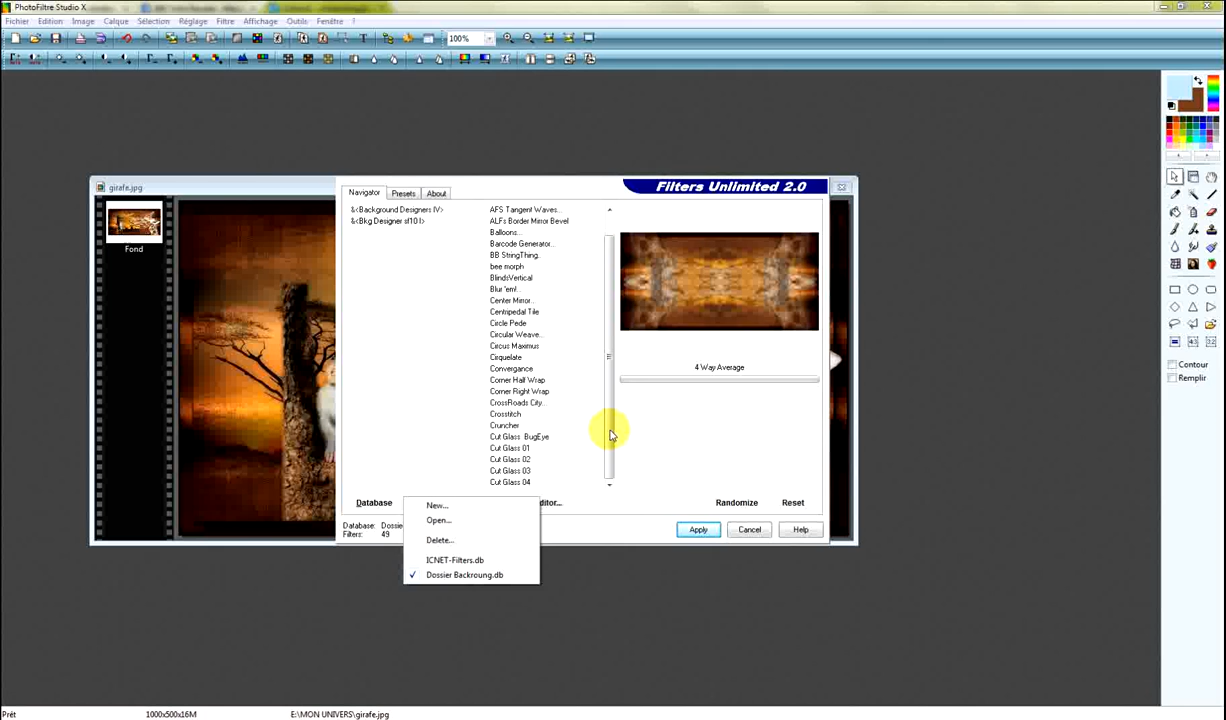 PhotoFiltre Studio X
Fichier Edition Image Calque Sélection Réglage Filtre Affichage Outils Fenêtre ?
100%
girafe.jpg
Fond
Filters Unlimited 2.0
Navigator Presets About
&<Background Designers IV>
&<Bkg Designer sf10 I>
AFS Tangent Waves...
ALFs Border Mirror Bevel
Balloons...
Barcode Generator...
BB StringThing...
bee morph
BlindsVertical
Blur 'em!...
Center Mirror...
Centripedal Tile
Circle Pede
Circular Weave...
Circus Maximus
Cirquelate
Convergance
Corner Half Wrap
Corner Right Wrap
CrossRoads City...
Crosstitch
Cruncher
Cut Glass  BugEye
Cut Glass 01
Cut Glass 02
Cut Glass 03
Cut Glass 04
4 Way Average
Database
ditor...
Randomize Reset
Database: Dossie
Filters: 49
Apply Cancel Help
New...
Open...
Delete...
ICNET-Filters.db
✓ Dossier Backroung.db
Contour
Remplir
Prêt 1000x500x16M E:\MON UNIVERS\girafe.jpg